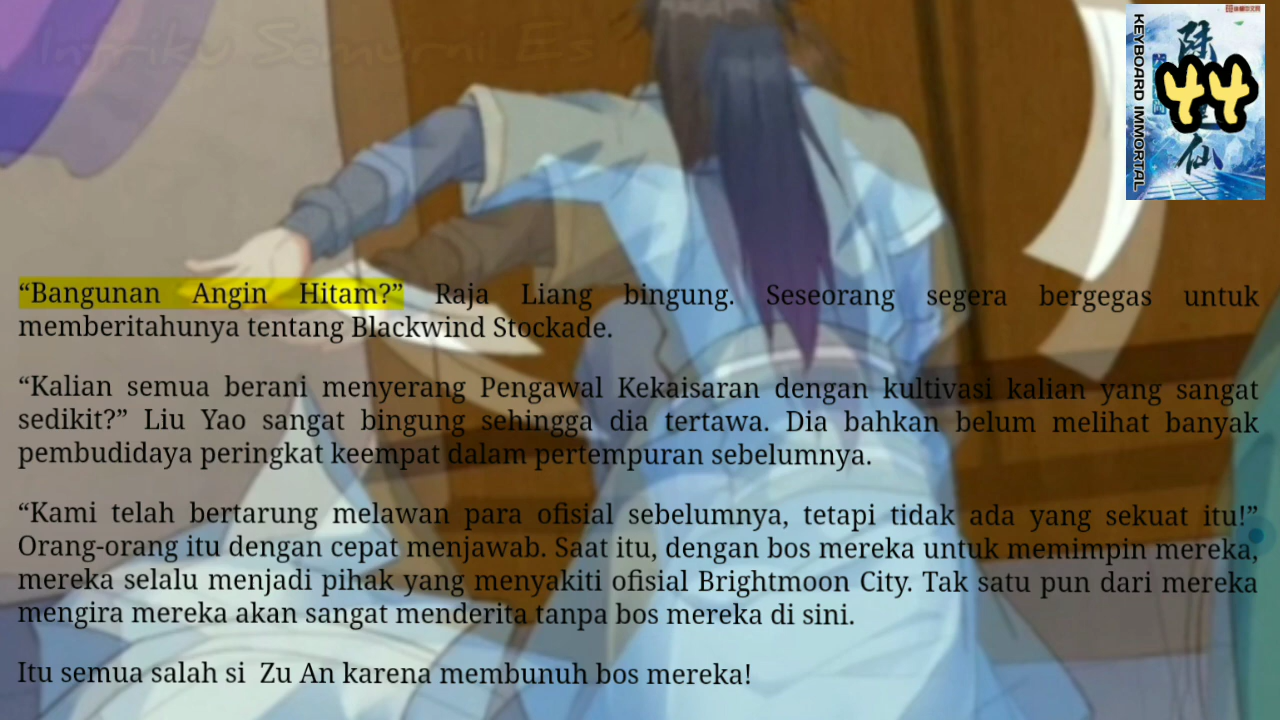 Intriku Semurni Es
KEYBOARD IMMORTAL
陆
44
仙
“Bangunan Angin Hitam?” Raja Liang bingung. Seseorang segera bergegas untuk
memberitahunya tentang Blackwind Stockade.
“Kalian semua berani menyerang Pengawal Kekaisaran dengan kultivasi kalian yang sangat
sedikit?” Liu Yao sangat bingung sehingga dia tertawa. Dia bahkan belum melihat banyak
pembudidaya peringkat keempat dalam pertempuran sebelumnya.
“Kami telah bertarung melawan para ofisial sebelumnya, tetapi tidak ada yang sekuat itu!”
Orang-orang itu dengan cepat menjawab. Saat itu, dengan bos mereka untuk memimpin mereka,
mereka selalu menjadi pihak yang menyakiti ofisial Brightmoon City. Tak satu pun dari mereka
mengira mereka akan sangat menderita tanpa bos mereka di sini.
Itu semua salah si Zu An karena membunuh bos mereka!